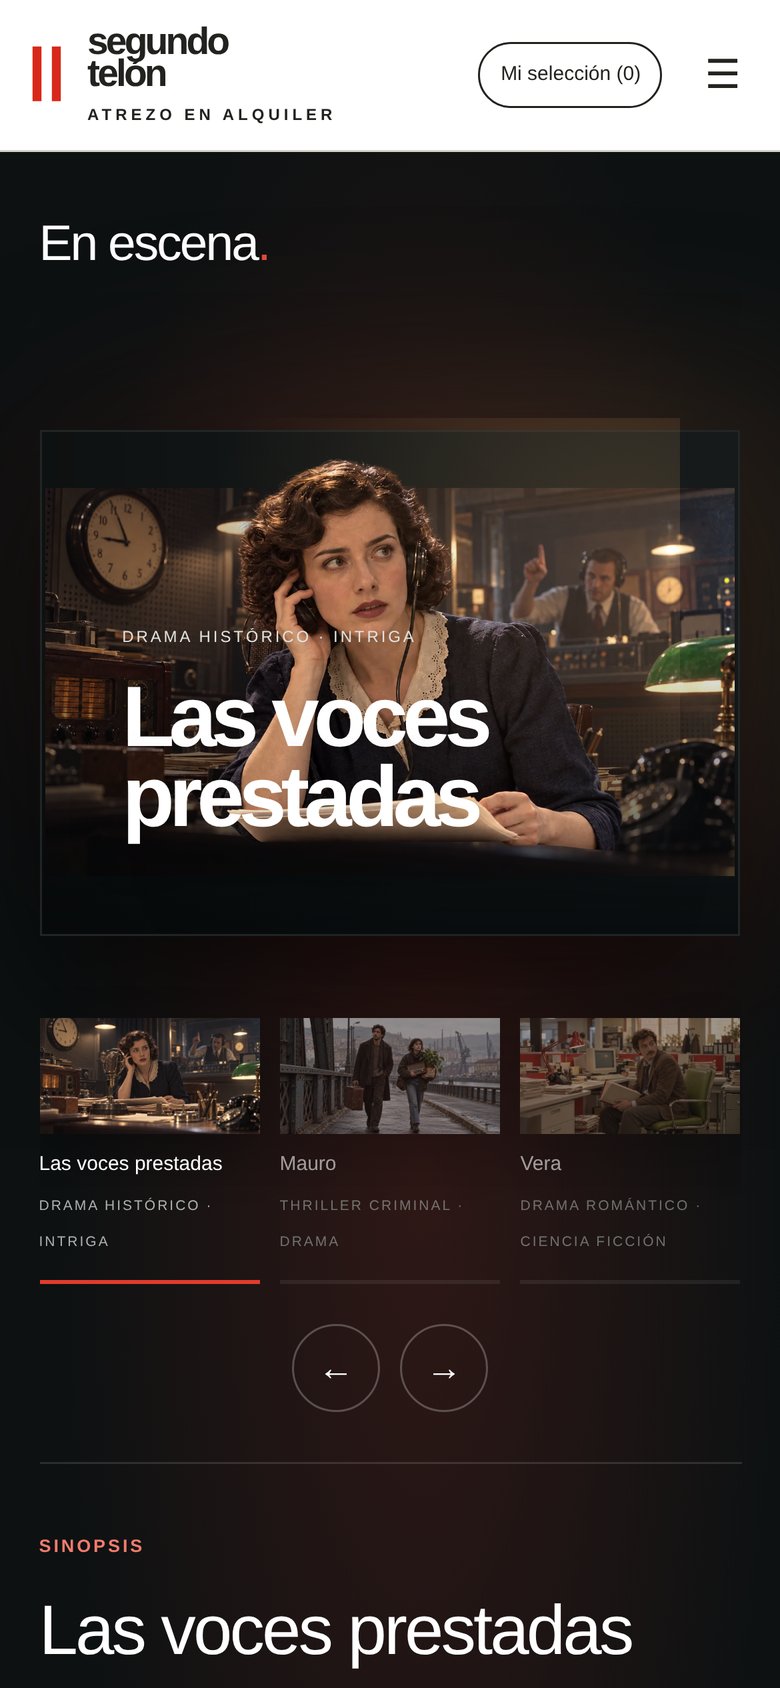 segundo
telón
ATREZO EN ALQUILER
Mi selección (0)
☰
En escena.
DRAMA HISTÓRICO · INTRIGA
Las voces
prestadas
Las voces prestadas
DRAMA HISTÓRICO ·
INTRIGA
Mauro
THRILLER CRIMINAL ·
DRAMA
Vera
DRAMA ROMÁNTICO ·
CIENCIA FICCIÓN
← →
SINOPSIS
Las voces prestadas